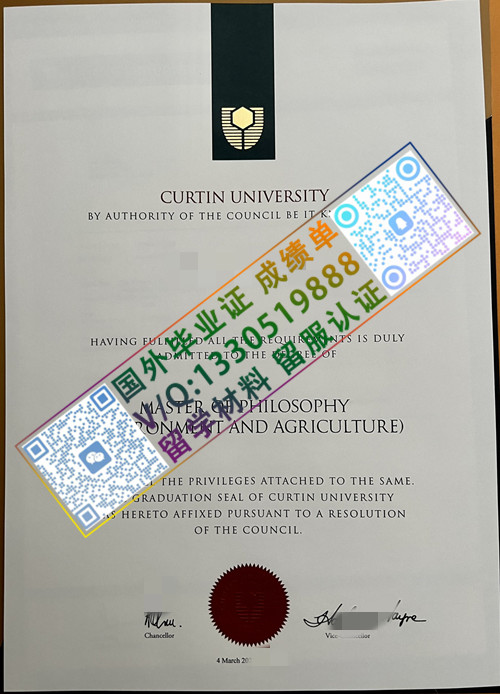 CURTIN UNIVERSITY
BY AUTHORITY OF THE COUNCIL BE IT
国外毕业证 成绩单
V/Q:1330519888
留学材料 留服认证
HAVING FULFILLED ALL THE REQUIREMENTS IS DULY
ADMITTED TO THE DEGREE OF
MASTER OF PHILOSOPHY
AND AGRICULTURE)
THE PRIVILEGES ATTACHED TO THE SAME.
GRADUATION SEAL OF CURTIN UNIVERSITY
HERETO AFFIXED PURSUANT TO A RESOLUTION
OF THE COUNCIL.
Chancellor
4 March